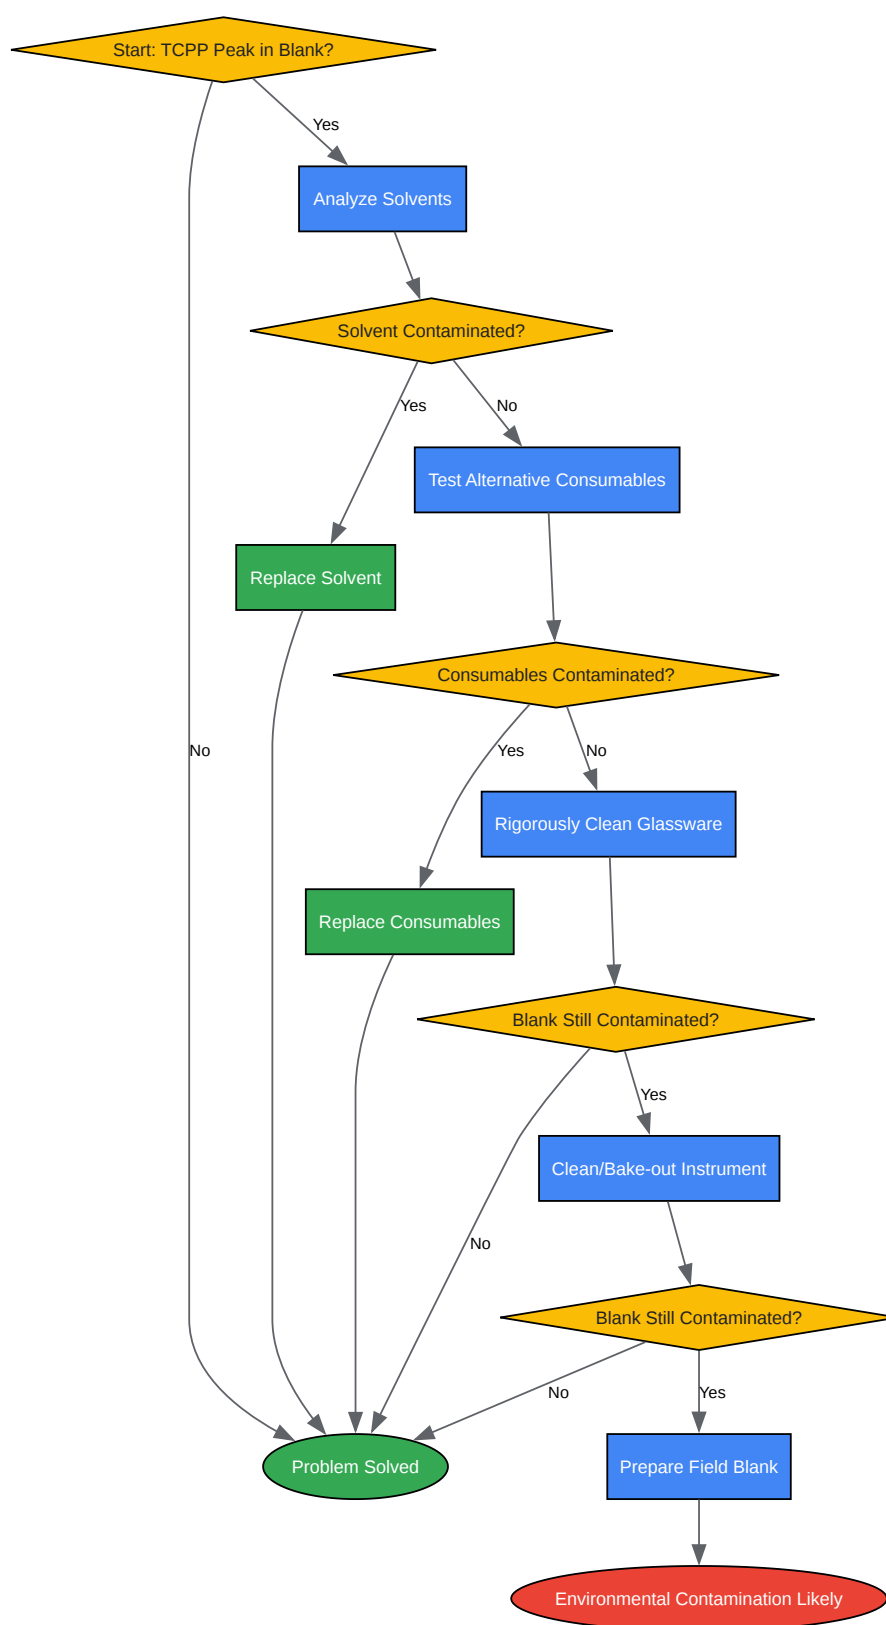 Start: TCPP Peak in Blank?
Yes
Analyze Solvents
Solvent Contaminated?
Yes
No
Test Alternative Consumables
Replace Solvent
Consumables Contaminated?
No
Yes
No
Rigorously Clean Glassware
Replace Consumables
Blank Still Contaminated?
Yes
Clean/Bake-out Instrument
No
Blank Still Contaminated?
No
Yes
Problem Solved
Prepare Field Blank
Environmental Contamination Likely